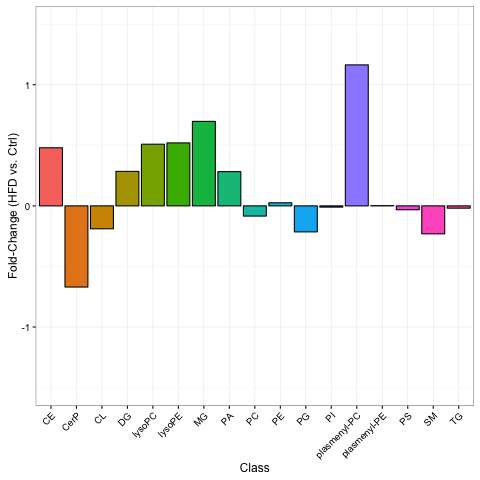 Fold-Change (HFD vs. Ctrl)
1
0
-1
CE
CerP
CL
DG
lysoPC
lysoPE
MG
PA
PC
PE
PG
PI
plasmenyl-PC
plasmenyl-PE
PS
SM
TG
Class